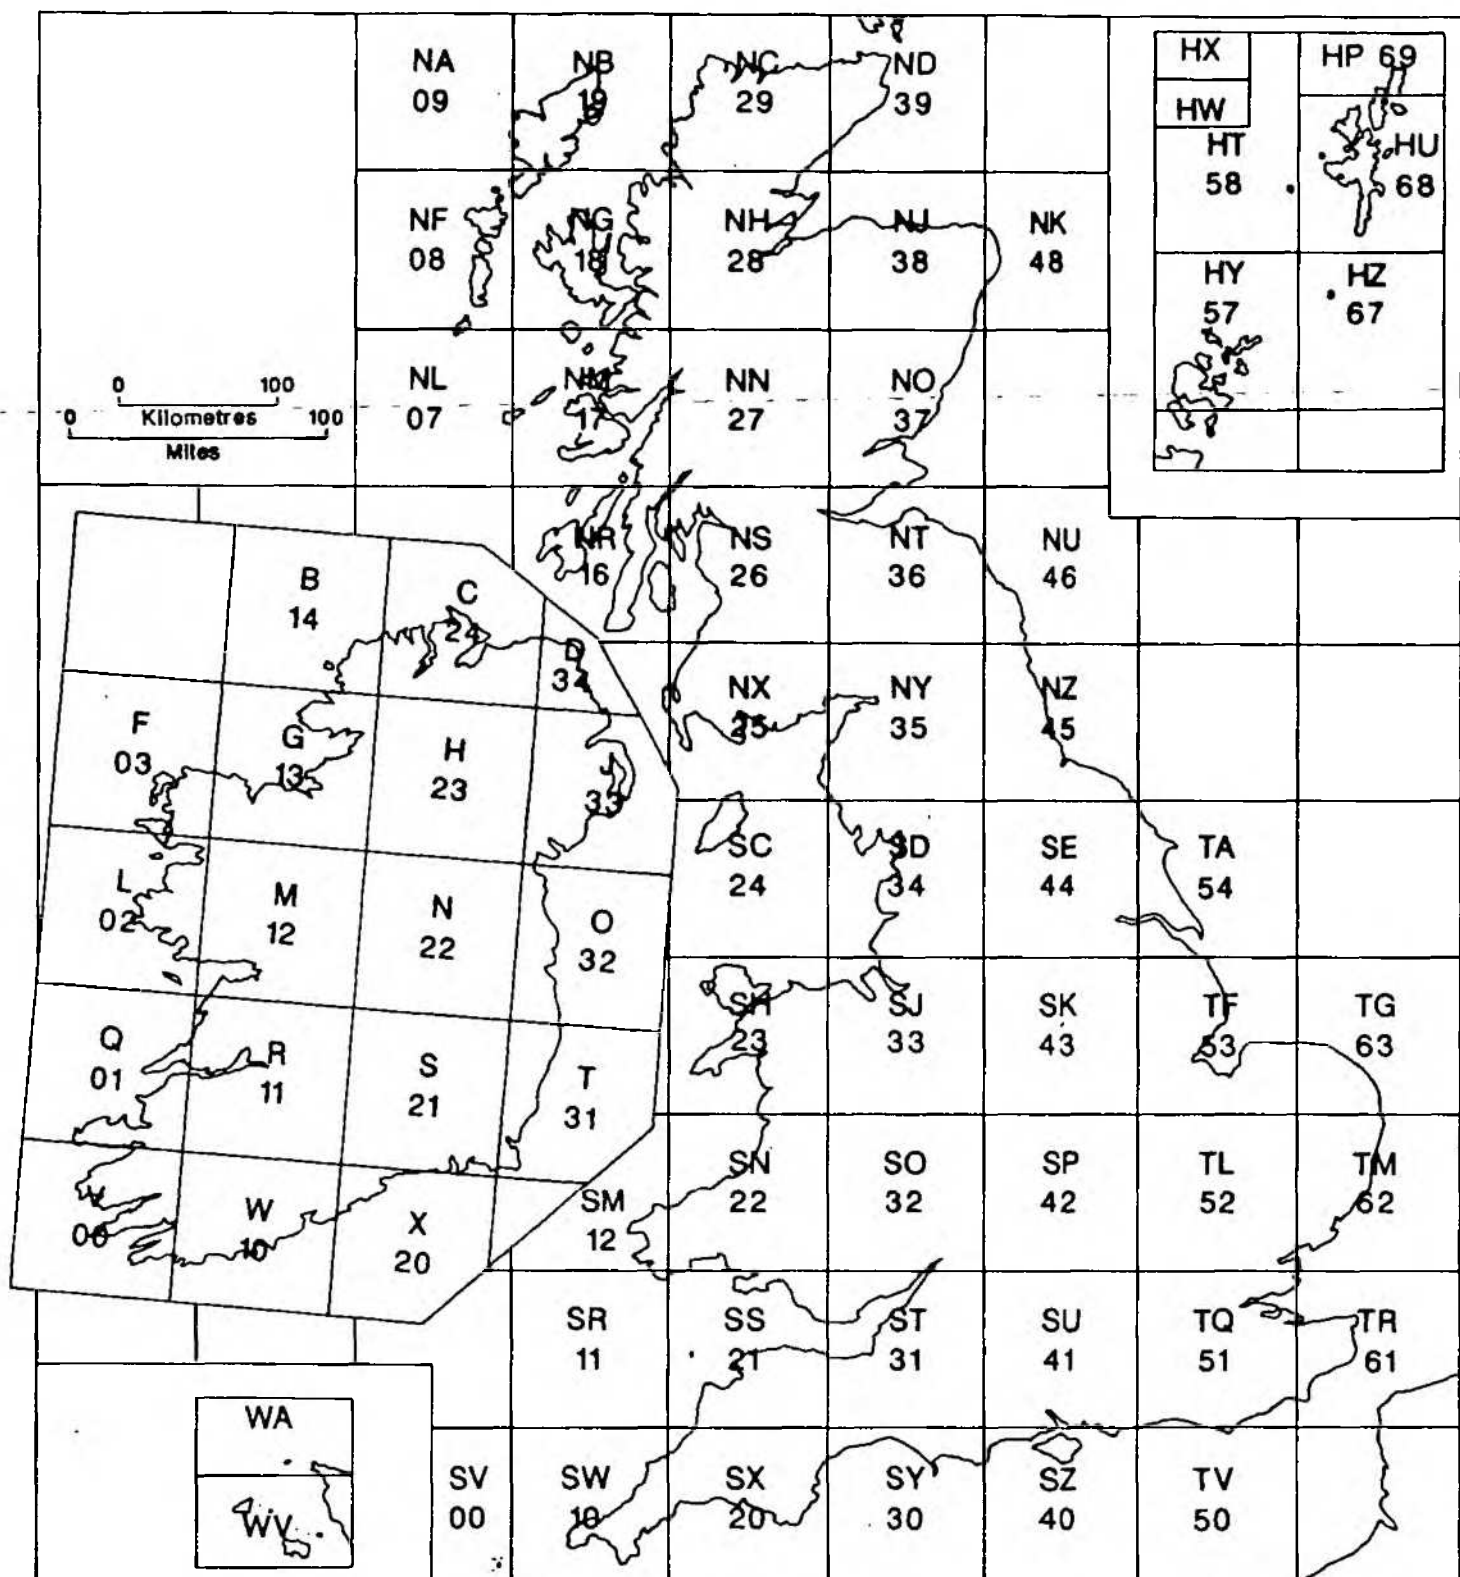 NA NB NC ND
09 19 29 39
HX HP 69
HW
HT HU
58 68
NF NG NH NJ NK
08 18 28 38 48
HY HZ
57 67
NL NM NN NO
07 17 27 37
0 100
Kilometres
0 100
Miles
NR NS NT NU
16 26 36 46
B C D
14 24 34
NX NY NZ
25 35 45
F G H J
03 13 23 33
SC SD SE TA
24 34 44 54
L M N O
02 12 22 32
SH SJ SK TF TG
23 33 43 53 63
Q R S T
01 11 21 31
SM SN SO SP TL TM
12 22 32 42 52 62
V W X
00 10 20
SR SS ST SU TQ TR
11 21 31 41 51 61
WA
WV
SV SW SX SY SZ TV
00 10 20 30 40 50